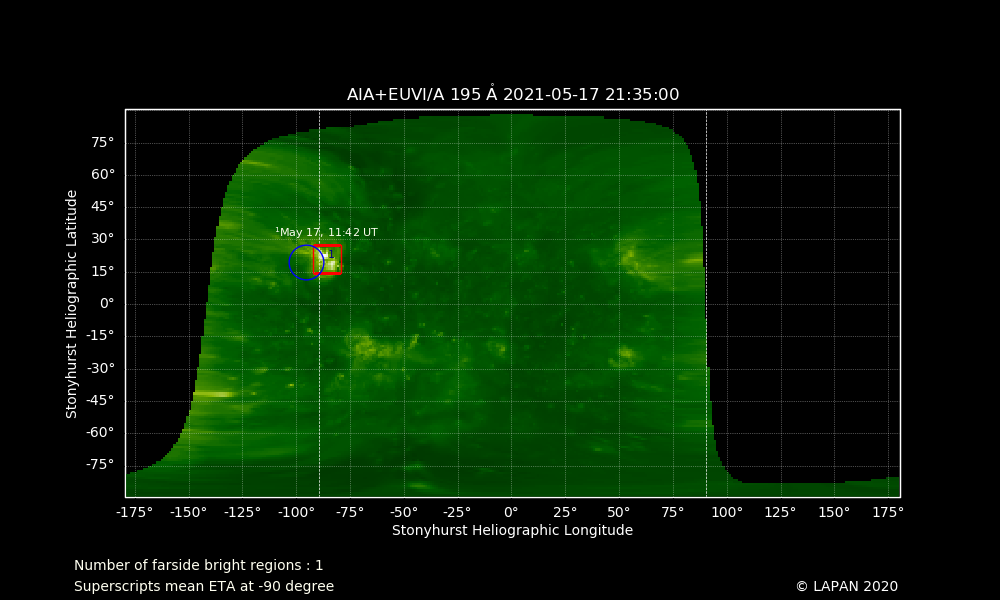 AIA+EUVI/A 195 Å 2021-05-17 21:35:00
75°
60°
45°
30°
15°
0°
-15°
-30°
-45°
-60°
-75°
Stonyhurst Heliographic Latitude
¹May 17, 11:42 UT
1
-175° -150° -125° -100° -75° -50° -25° 0° 25° 50° 75° 100° 125° 150° 175°
Stonyhurst Heliographic Longitude
Number of farside bright regions : 1
Superscripts mean ETA at -90 degree
© LAPAN 2020